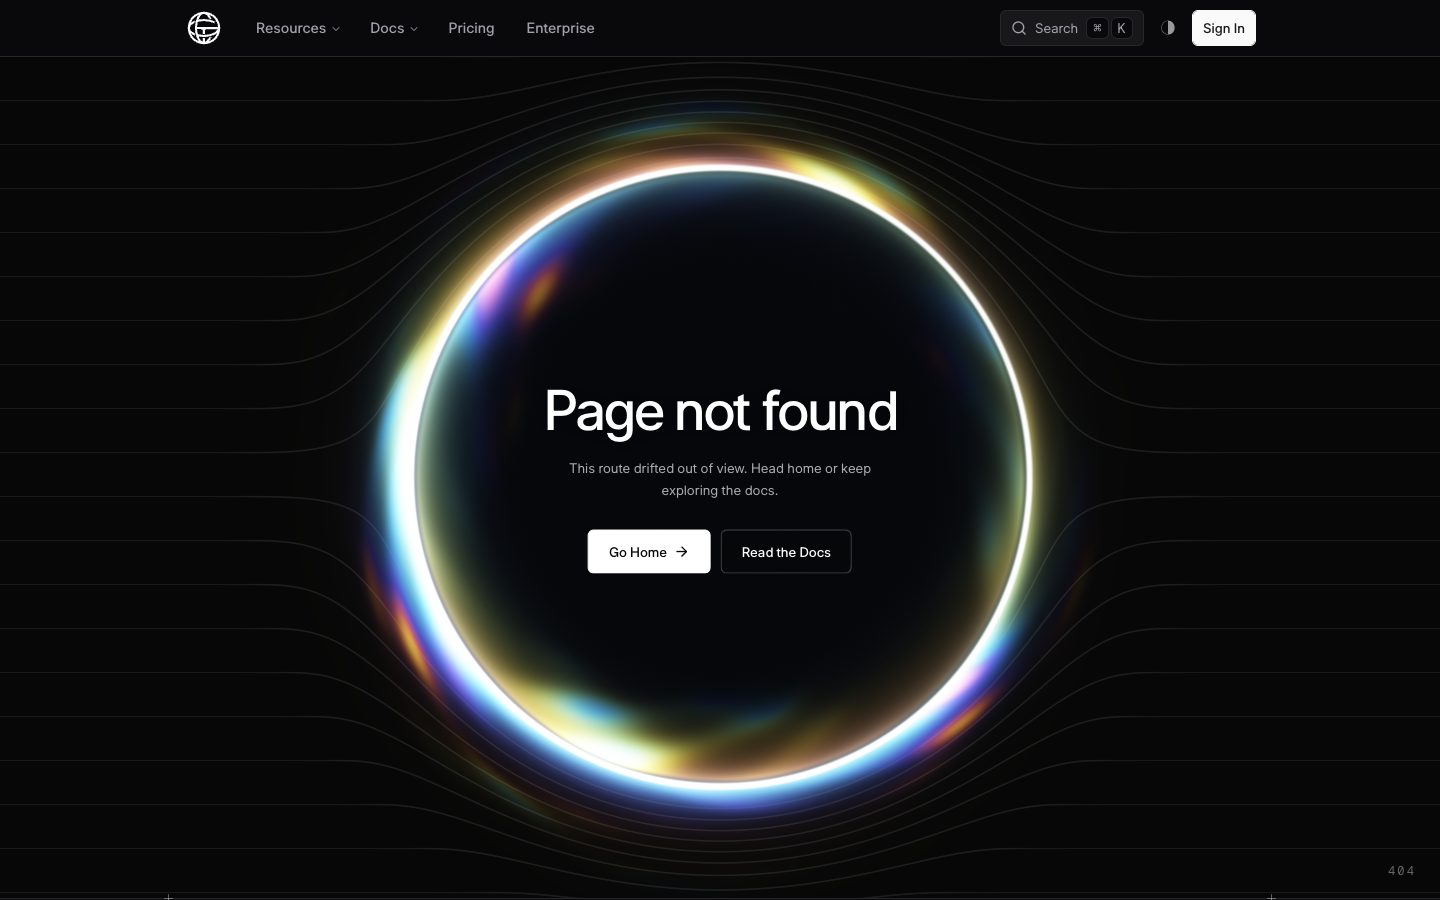 Resources Docs Pricing Enterprise Search ⌘ K Sign In
Page not found
This route drifted out of view. Head home or keep
exploring the docs.
Go Home → Read the Docs
404